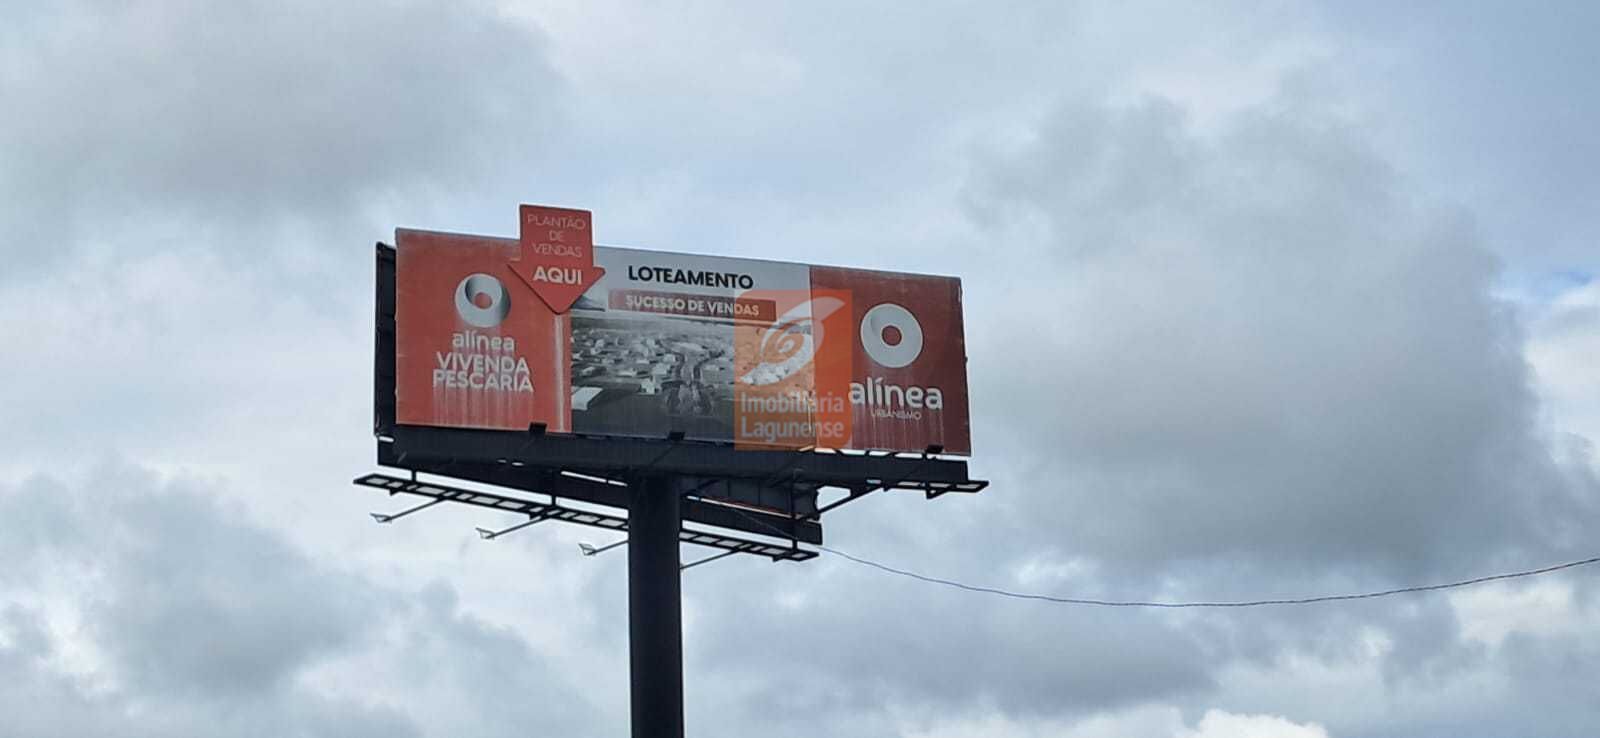 PLANTÃO
DE
VENDAS
AQUI
alínea
VIVENDA
PESCARIA
LOTEAMENTO
SUCESSO DE VENDAS
Imobiliária
Lagunense
alínea
URBANISMO